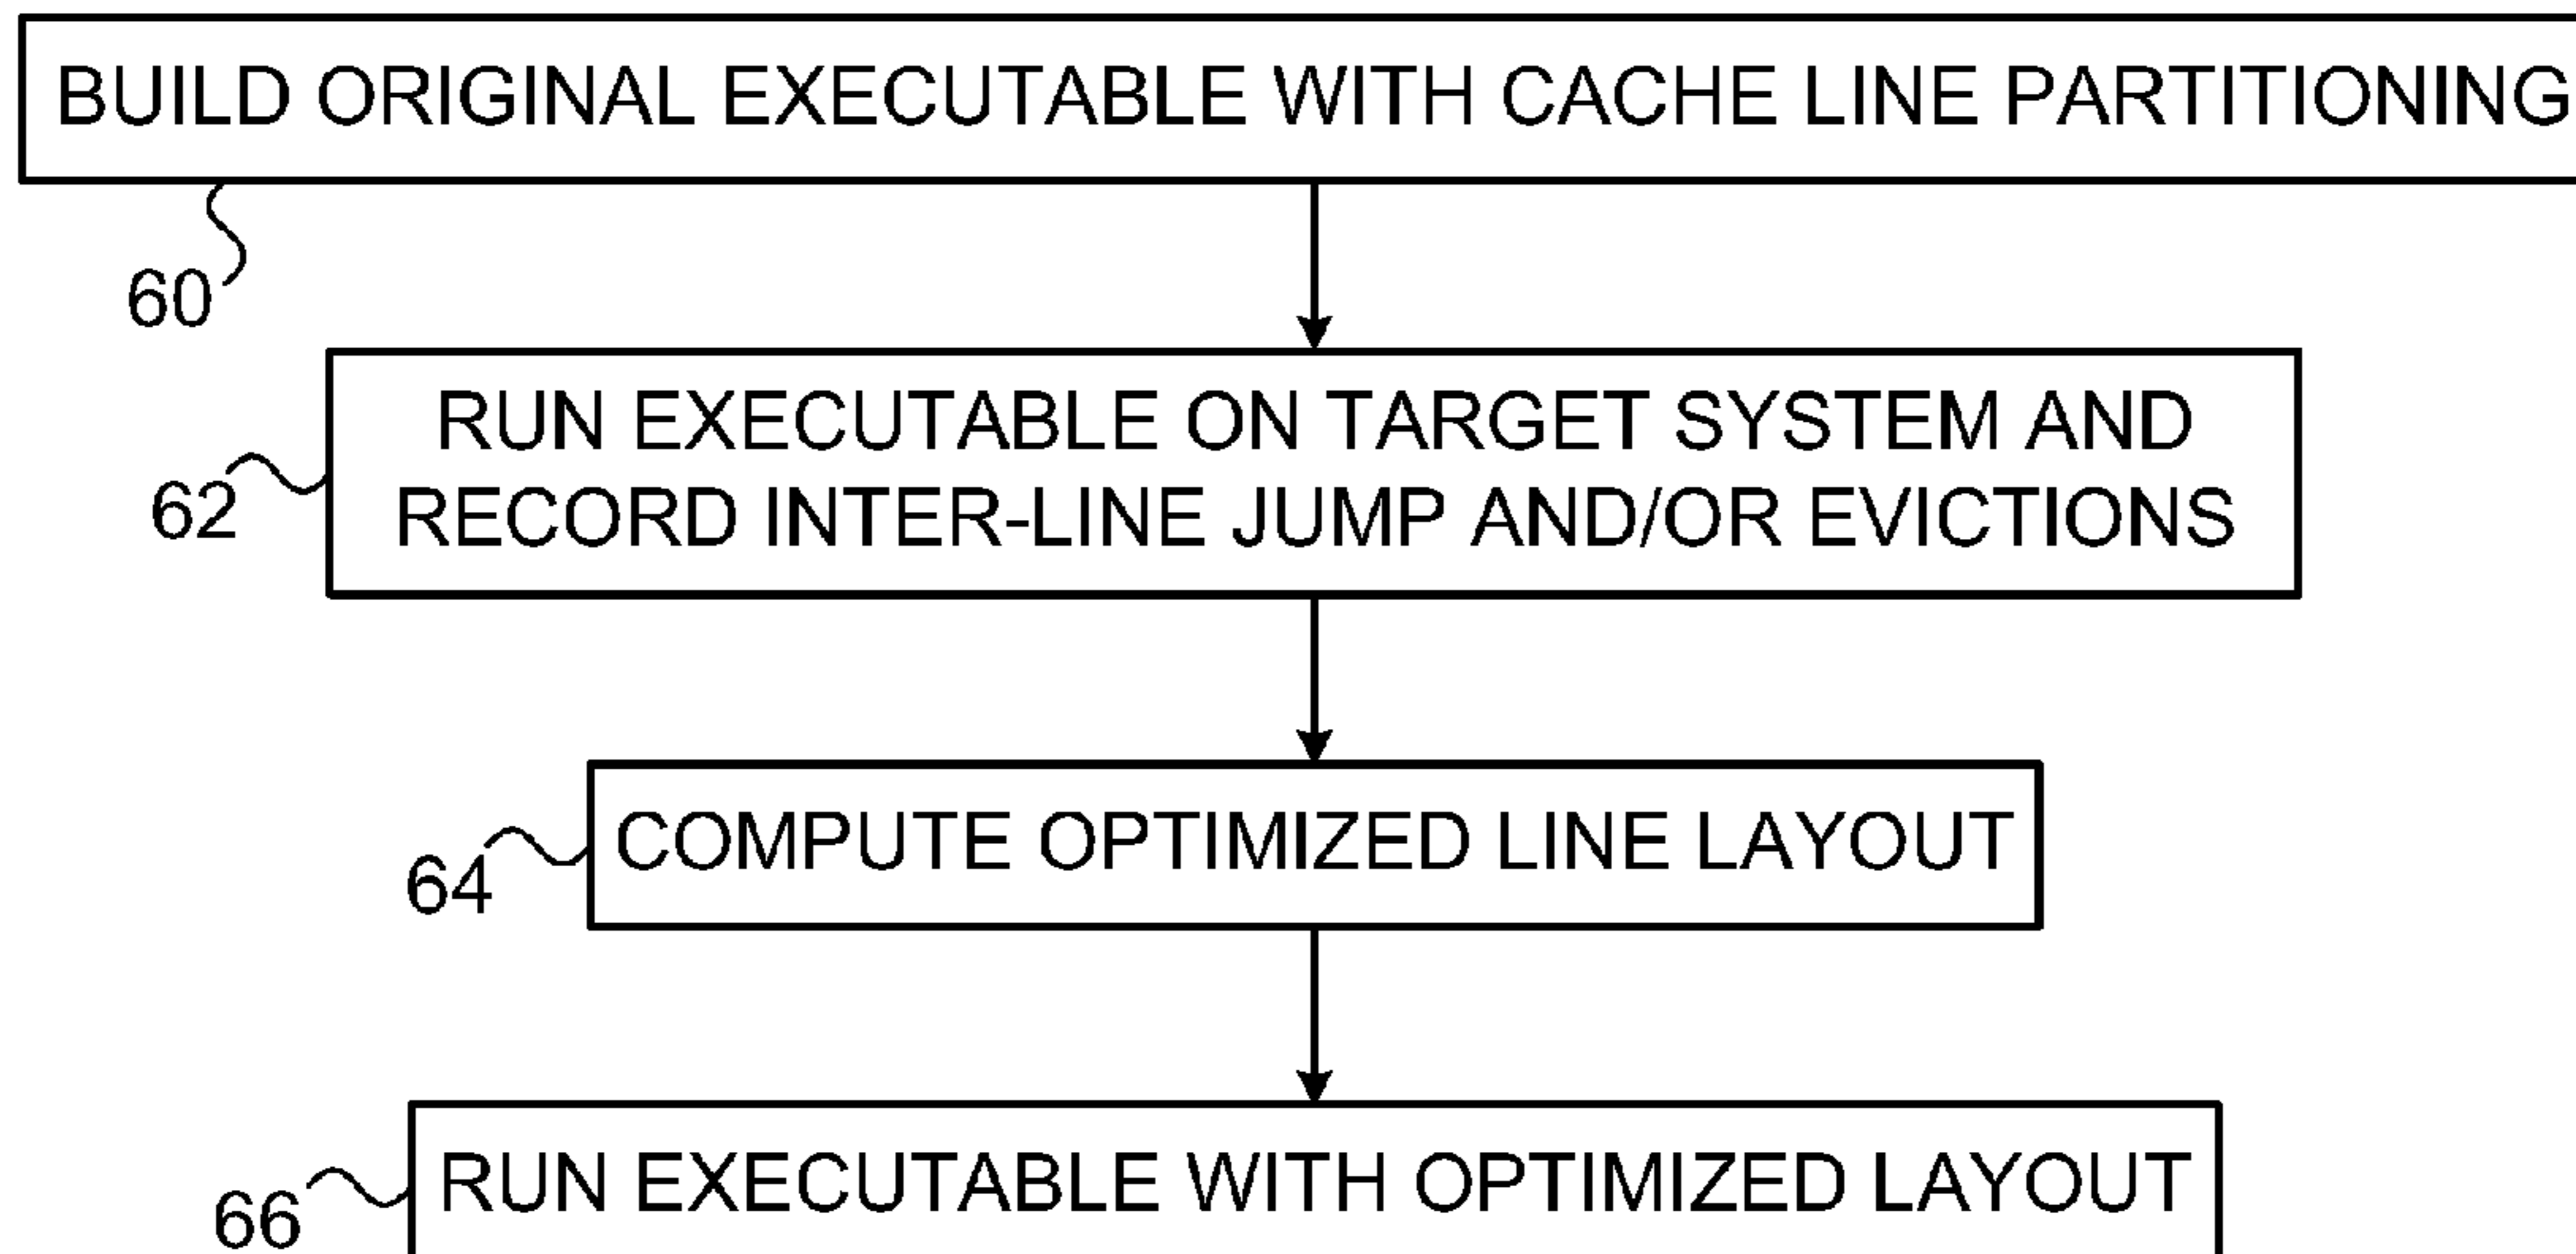 BUILD ORIGINAL EXECUTABLE WITH CACHE LINE PARTITIONING
60
RUN EXECUTABLE ON TARGET SYSTEM AND
RECORD INTER-LINE JUMP AND/OR EVICTIONS
62
COMPUTE OPTIMIZED LINE LAYOUT
64
RUN EXECUTABLE WITH OPTIMIZED LAYOUT
66